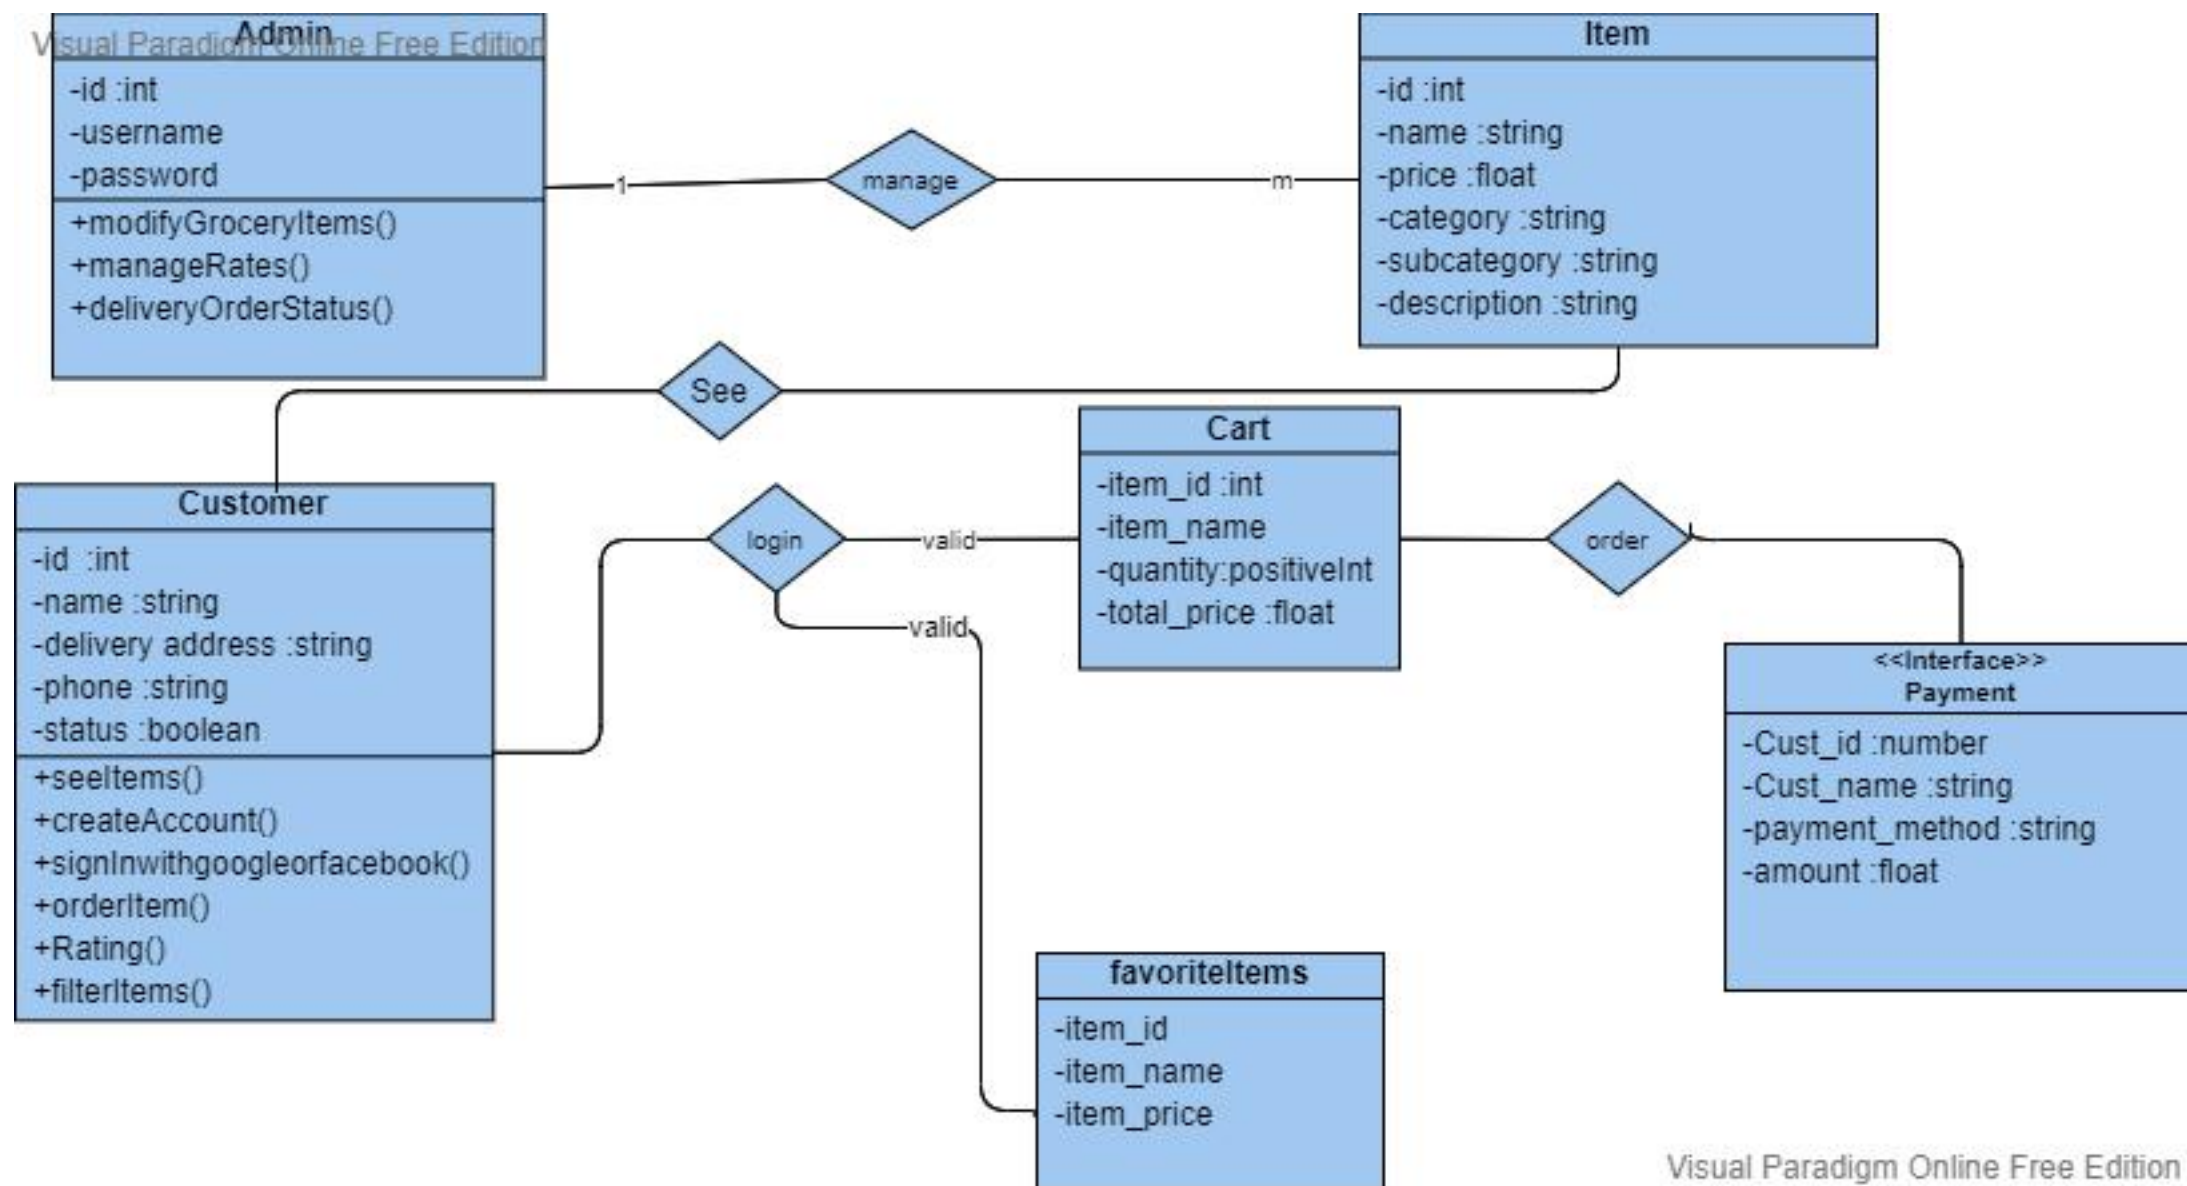 Visual Paradigm Online Free Edition
Admin
-id :int
-username
-password
+modifyGroceryItems()
+manageRates()
+deliveryOrderStatus()
1
manage
m
Item
-id :int
-name :string
-price :float
-category :string
-subcategory :string
-description :string
See
Customer
-id  :int
-name :string
-delivery address :string
-phone :string
-status :boolean
+seeItems()
+createAccount()
+signInwithgoogleorfacebook()
+orderItem()
+Rating()
+filterItems()
login
valid
valid
Cart
-item_id :int
-item_name
-quantity:positiveInt
-total_price :float
order
<<Interface>>
Payment
-Cust_id :number
-Cust_name :string
-payment_method :string
-amount :float
favoriteItems
-item_id
-item_name
-item_price
Visual Paradigm Online Free Edition